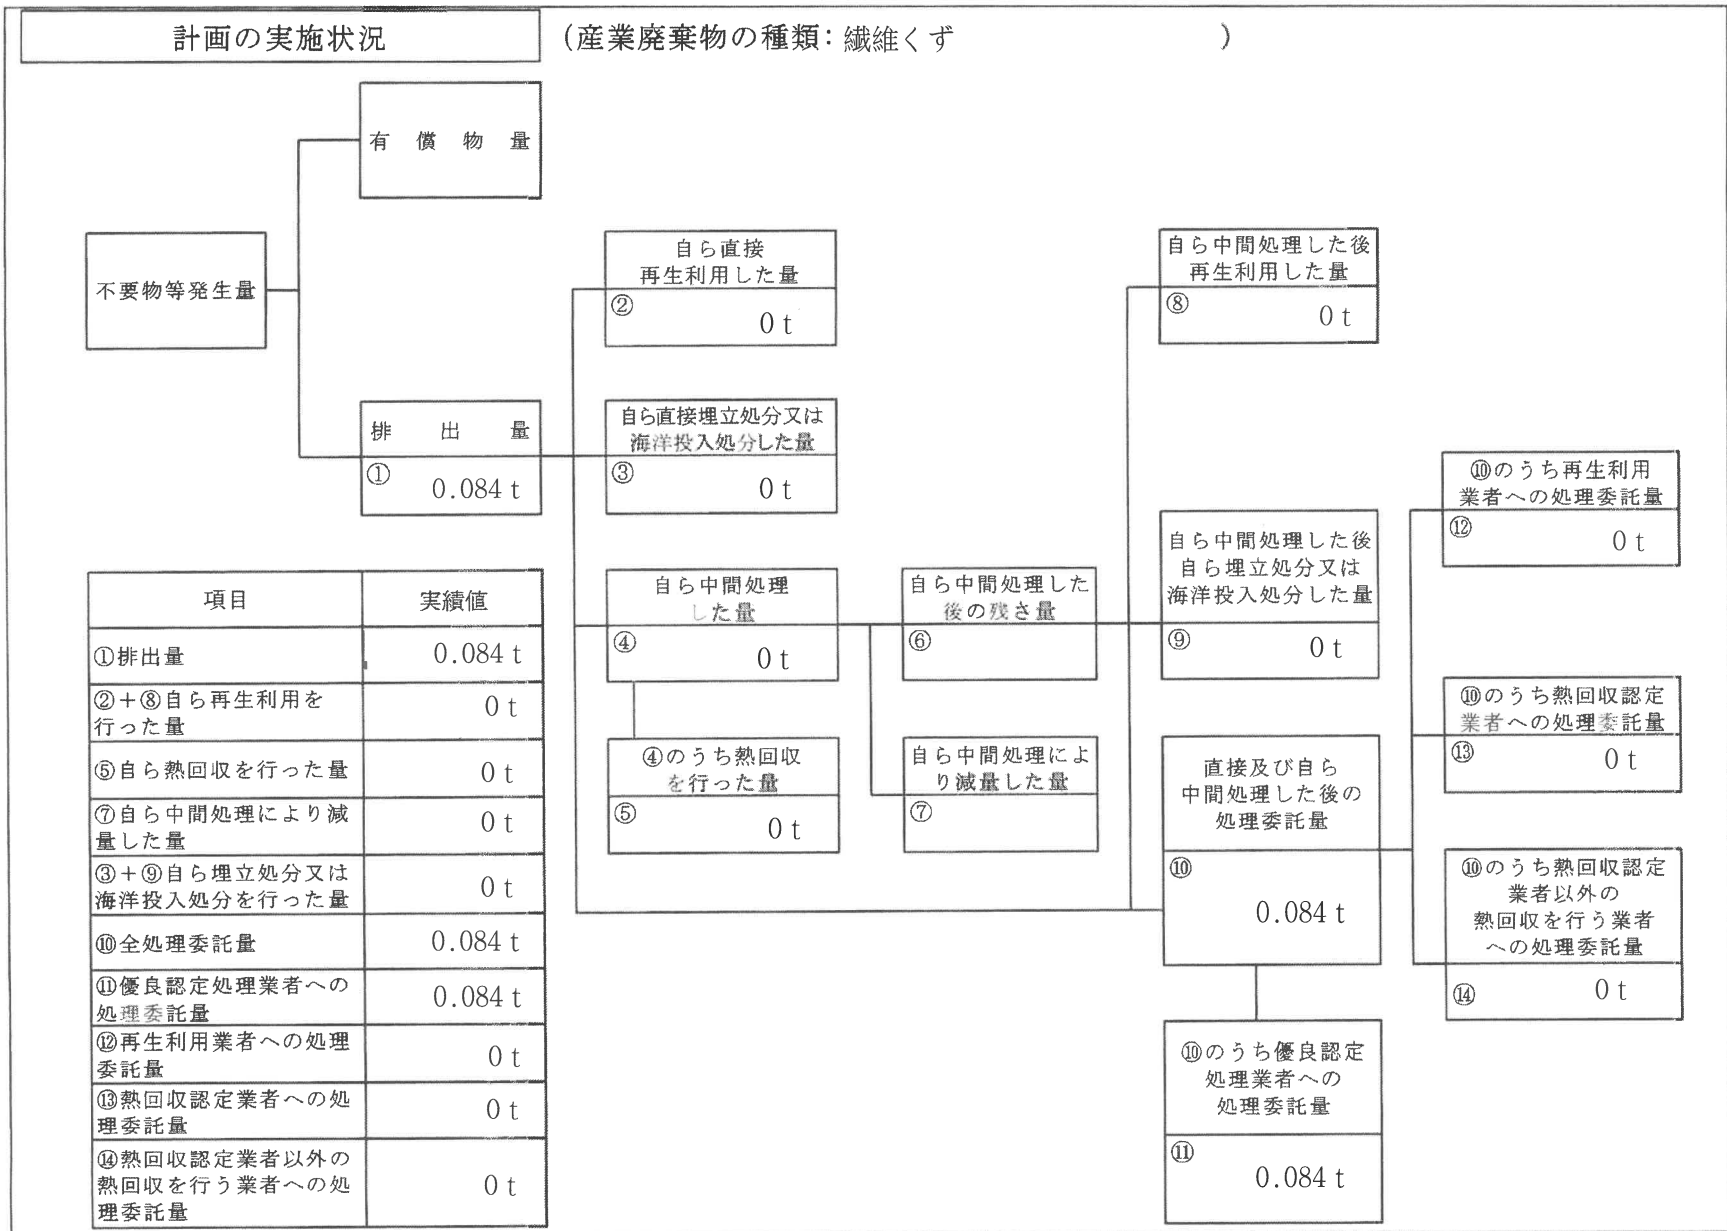 計画の実施状況
(産業廃棄物の種類：繊維くず )
有償物量
不要物等発生量
排出量
① 0.084 t
自ら直接
再生利用した量
② 0 t
自ら直接埋立処分又は
海洋投入処分した量
③ 0 t
自ら中間処理
した量
④ 0 t
④のうち熱回収
を行った量
⑤ 0 t
自ら中間処理した
後の残さ量
⑥
自ら中間処理によ
り減量した量
⑦
自ら中間処理した後
再生利用した量
⑧ 0 t
自ら中間処理した後
自ら埋立処分又は
海洋投入処分した量
⑨ 0 t
直接及び自ら
中間処理した後の
処理委託量
⑩
0.084 t
⑩のうち優良認定
処理業者への
処理委託量
⑪
0.084 t
⑩のうち再生利用
業者への処理委託量
⑫ 0 t
⑩のうち熱回収認定
業者への処理委託量
⑬ 0 t
⑩のうち熱回収認定
業者以外の
熱回収を行う業者
への処理委託量
⑭ 0 t
項目 実績値
①排出量 0.084 t
②＋⑧自ら再生利用を
行った量 0 t
⑤自ら熱回収を行った量 0 t
⑦自ら中間処理により減
量した量 0 t
③＋⑨自ら埋立処分又は
海洋投入処分を行った量 0 t
⑩全処理委託量 0.084 t
⑪優良認定処理業者への
処理委託量 0.084 t
⑫再生利用業者への処理
委託量 0 t
⑬熱回収認定業者への処
理委託量 0 t
⑭熱回収認定業者以外の
熱回収を行う業者への処
理委託量 0 t